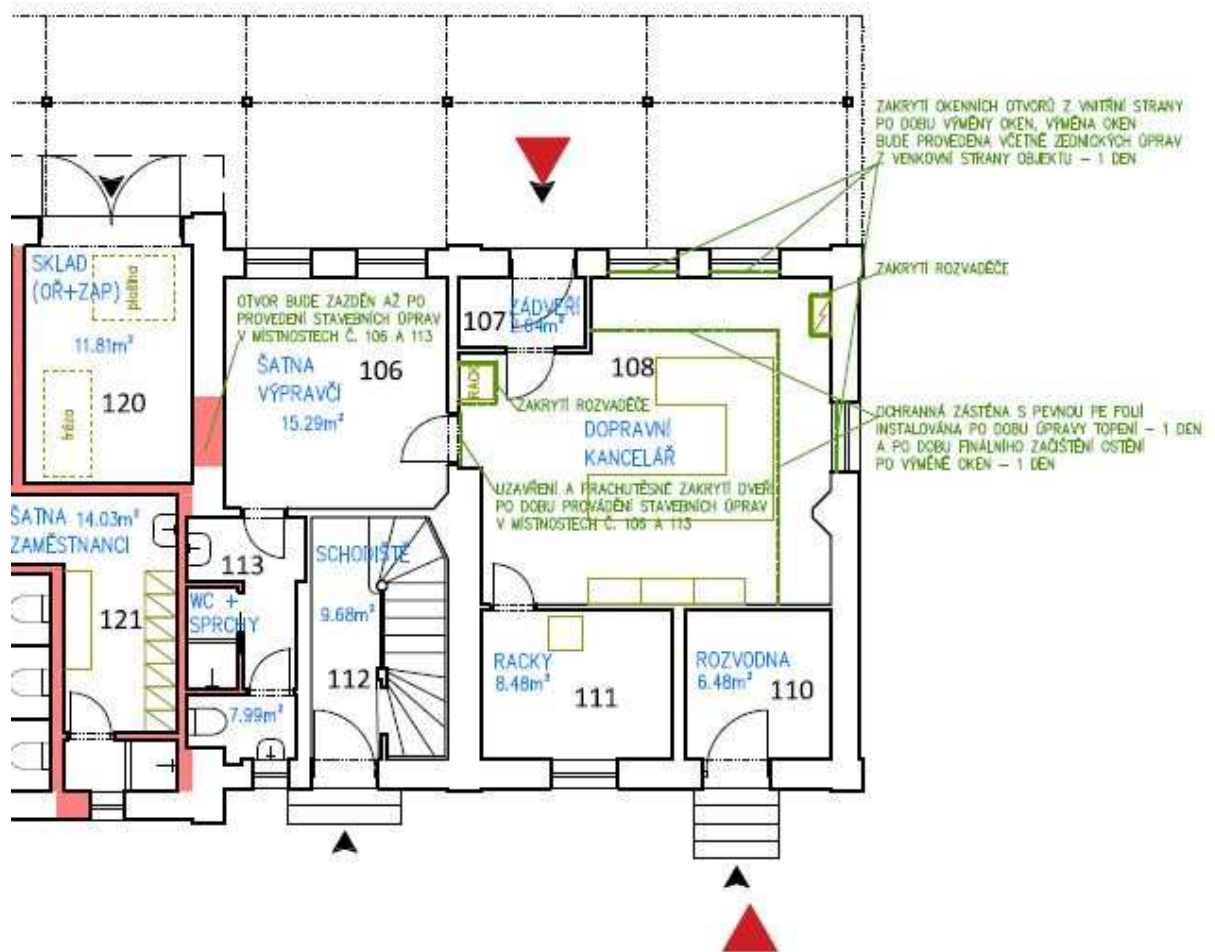 ZAKRYTÍ OKENNÍCH OTVORŮ Z VNITŘNÍ STRANY
PO DOBU VÝMĚNY OKEN, VÝMĚNA OKEN
BUDE PROVEDENA VČETNĚ ZEDNICKÝCH ÚPRAV
Z VENKOVNÍ STRANY OBJEKTU – 1 DEN
ZAKRYTÍ ROZVADĚČE
SKLAD
(OŘ+ZAP)
plošina
11.81m²
120
fréza
OTVOR BUDE ZAZDĚN AŽ PO
PROVEDENÍ STAVEBNÍCH ÚPRAV
V MÍSTNOSTECH Č. 106 A 113
ŠATNA
VÝPRAVČÍ
15.29m²
106
107
ZÁDVEŘÍ
RACK
ZAKRYTÍ ROZVADĚČE
108
DOPRAVNÍ
KANCELÁŘ
OCHRANNÁ ZÁSTĚNA S PEVNOU PE FOLIÍ
INSTALOVÁNA PO DOBU ÚPRAVY TOPENÍ – 1 DEN
A PO DOBU FINÁLNÍHO ZAČIŠTĚNÍ OSTĚNÍ
PO VÝMĚNĚ OKEN – 1 DEN
UZAVŘENÍ A PRACHUTĚSNÉ ZAKRYTÍ DVEŘÍ
PO DOBU PROVÁDĚNÍ STAVEBNÍCH ÚPRAV
V MÍSTNOSTECH Č. 106 A 113
ŠATNA 14.03m²
ZAMĚSTNANCI
121
113
WC +
SPRCHY
7.99m²
SCHODIŠTĚ
9.68m²
112
RACKY
8.48m²
111
ROZVODNA
6.48m²
110